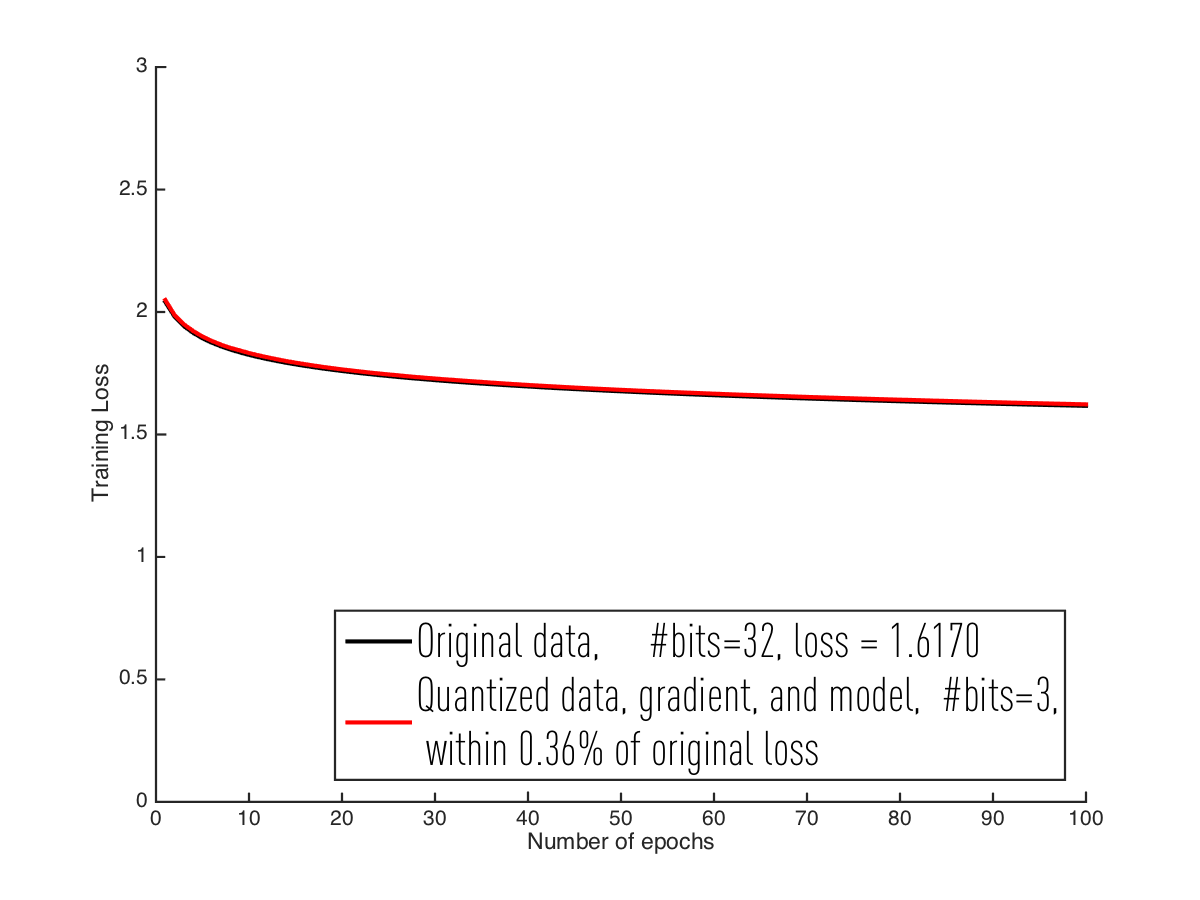 3
2.5
2
1.5
1
0.5
0
Training Loss
Original data, #bits=32, loss = 1.6170
Quantized data, gradient, and model, #bits=3,
within 0.36% of original loss
0 10 20 30 40 50 60 70 80 90 100
Number of epochs